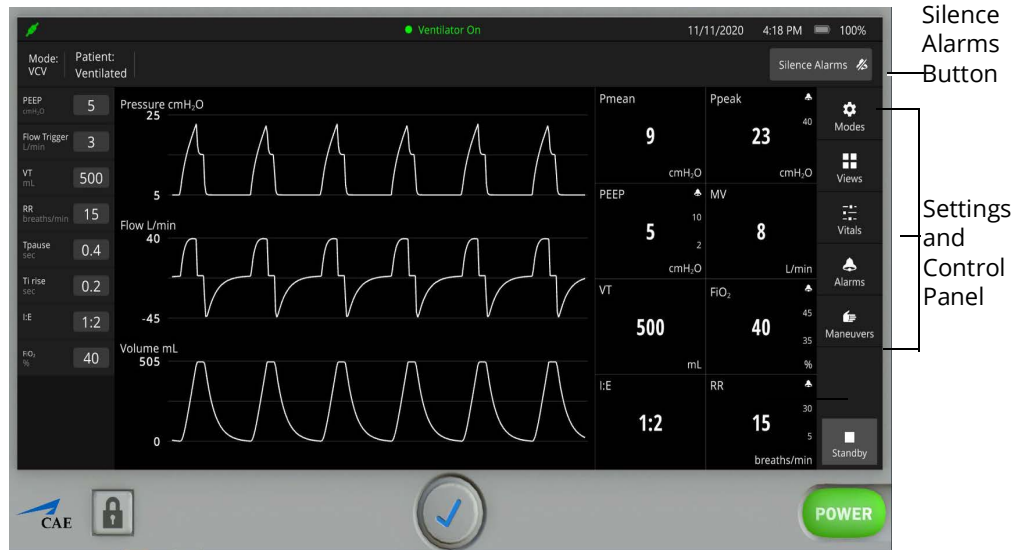 Ventilator On
11/11/2020 4:18 PM 100%
Mode:
VCV
Patient:
Ventilated
Silence Alarms
PEEP
cmH₂O
5
Flow Trigger
L/min
3
VT
mL
500
RR
breaths/min
15
Tpause
sec
0.4
Ti rise
sec
0.2
I:E
1:2
FiO₂
%
40
Pressure cmH₂O
25
5
Flow L/min
40
-45
Volume mL
505
0
Pmean
9
cmH₂O
Ppeak
40
23
cmH₂O
PEEP
10
5
2
cmH₂O
MV
8
L/min
VT
500
mL
FiO₂
45
40
35
%
I:E
1:2
RR
30
15
5
breaths/min
Modes
Views
Vitals
Alarms
Maneuvers
Standby
CAE
POWER
Silence
Alarms
Button
Settings
and
Control
Panel